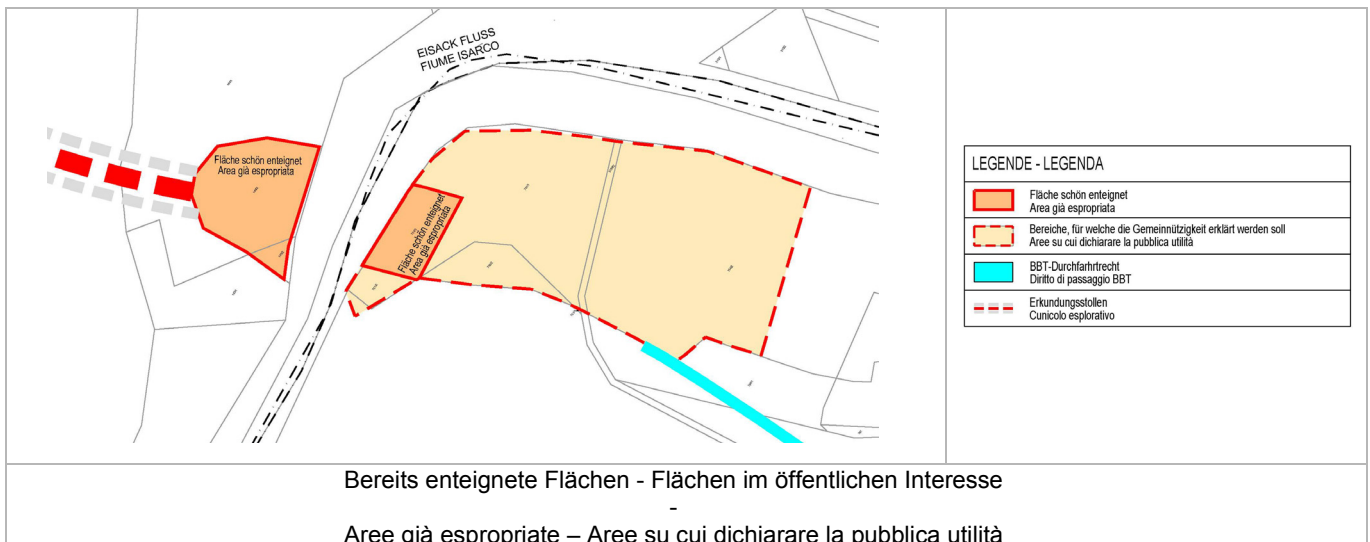 EISACK FLUSS
FIUME ISARCO
Fläche schön enteignet
Area già espropriata
Fläche schön enteignet
Area già espropriata
LEGENDE - LEGENDA
Fläche schön enteignet
Area già espropriata
Bereiche, für welche die Gemeinnützigkeit erklärt werden soll
Aree su cui dichiarare la pubblica utilità
BBT-Durchfarhrtrecht
Diritto di passaggio BBT
Erkundungsstollen
Cunicolo esplorativo
Bereits enteignete Flächen - Flächen im öffentlichen Interesse
-
Aree già espropriate – Aree su cui dichiarare la pubblica utilità